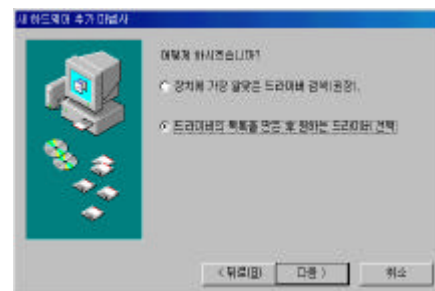 새 하드웨어 추가 마법사
어떻게 하시겠습니까?
장치에 가장 알맞은 드라이버 검색(권장).
드라이버의 목록을 만든 후 원하는 드라이버 선택
< 뒤로(B)
다음 >
취소